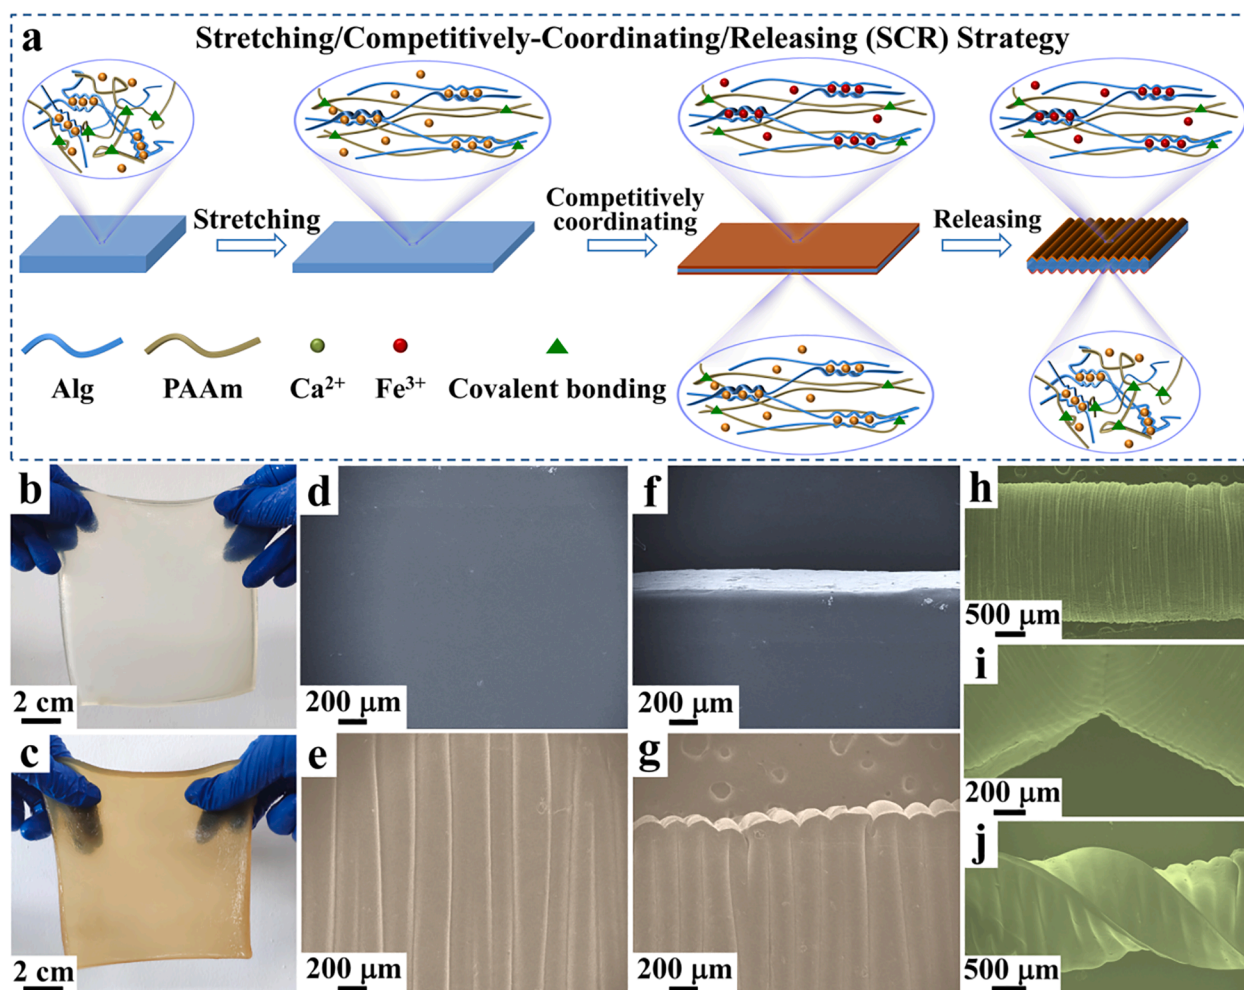 a
Stretching/Competitively-Coordinating/Releasing (SCR) Strategy
Stretching
Competitively
coordinating
Releasing
Alg
PAAm
Ca²⁺
Fe³⁺
Covalent bonding
b
2 cm
c
2 cm
d
200 μm
e
200 μm
f
200 μm
g
200 μm
h
500 μm
i
200 μm
j
500 μm